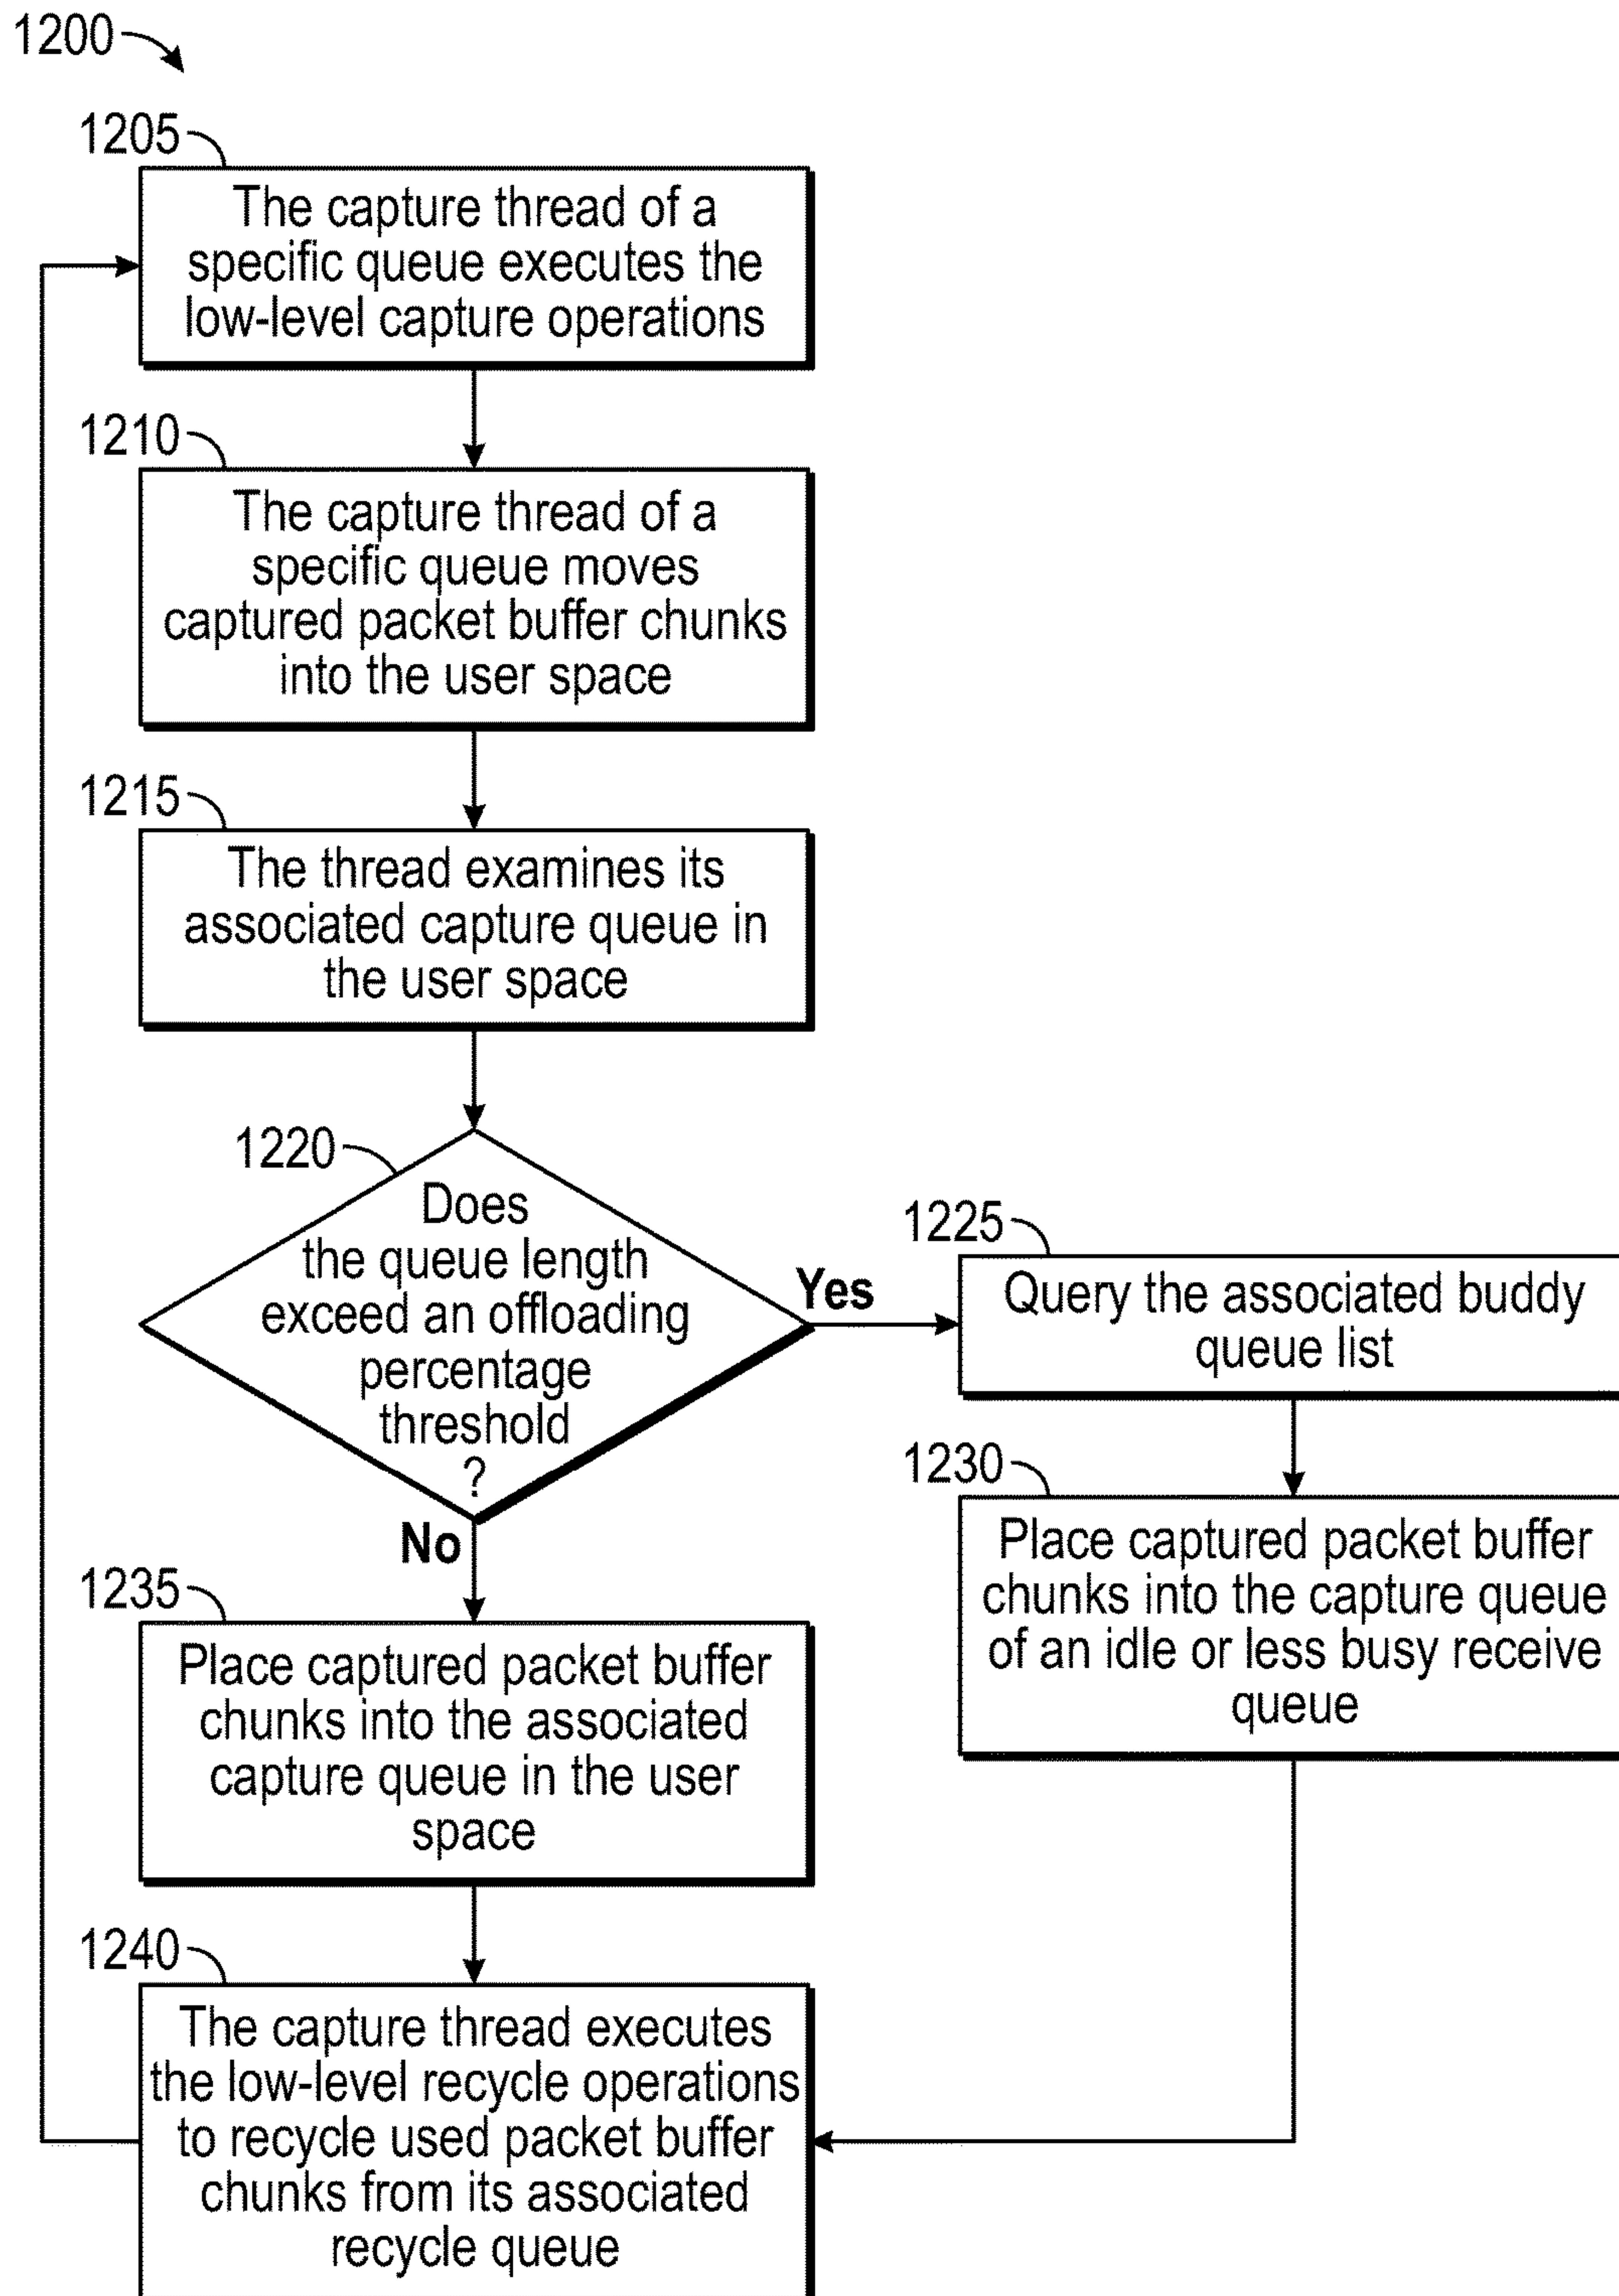 1200
1205
The capture thread of a
specific queue executes the
low-level capture operations
1210
The capture thread of a
specific queue moves
captured packet buffer chunks
into the user space
1215
The thread examines its
associated capture queue in
the user space
1220
Does
the queue length
exceed an offloading
percentage
threshold
?
Yes
1225
Query the associated buddy
queue list
1230
Place captured packet buffer
chunks into the capture queue
of an idle or less busy receive
queue
No
1235
Place captured packet buffer
chunks into the associated
capture queue in the user
space
1240
The capture thread executes
the low-level recycle operations
to recycle used packet buffer
chunks from its associated
recycle queue